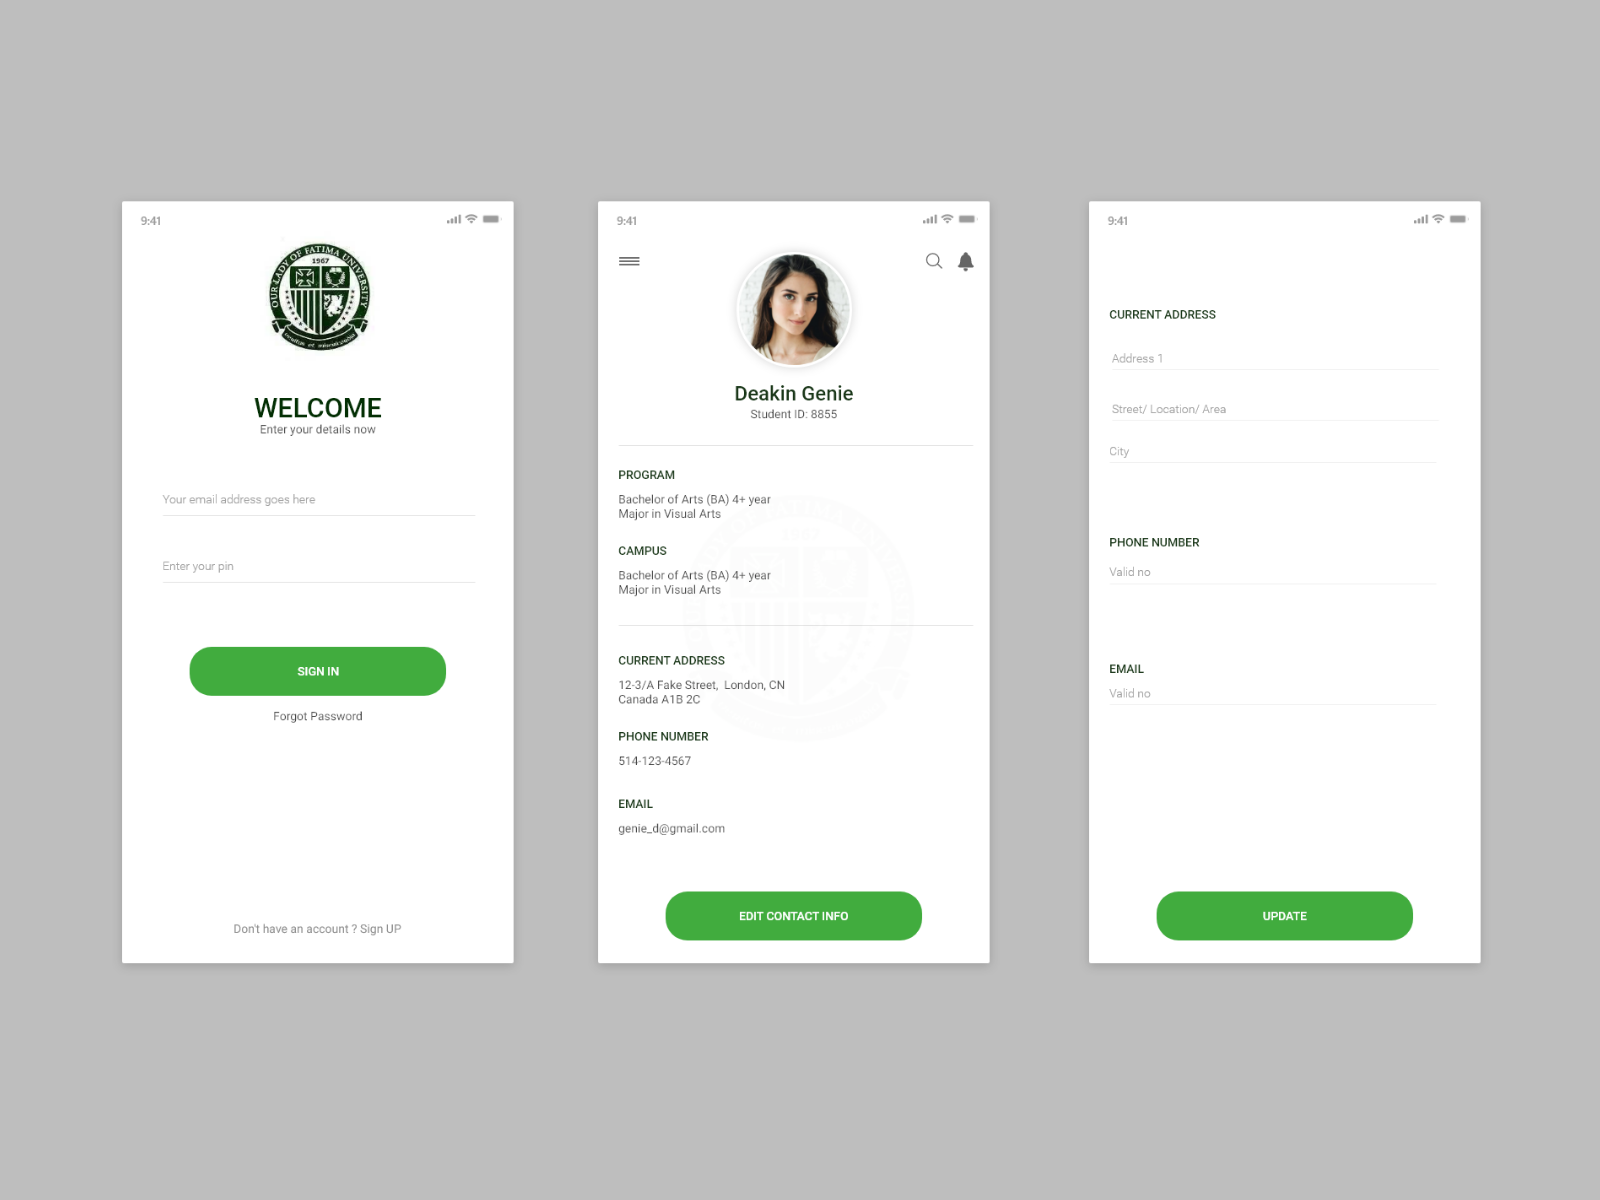 9:41
OUR LADY OF FATIMA UNIVERSITY
1967
WELCOME
Enter your details now
Your email address goes here
Enter your pin
SIGN IN
Forgot Password
Don't have an account ? Sign UP
9:41
Deakin Genie
Student ID: 8855
PROGRAM
Bachelor of Arts (BA) 4+ year
Major in Visual Arts
CAMPUS
Bachelor of Arts (BA) 4+ year
Major in Visual Arts
CURRENT ADDRESS
12-3/A Fake Street,  London, CN
Canada A1B 2C
PHONE NUMBER
514-123-4567
EMAIL
genie_d@gmail.com
EDIT CONTACT INFO
9:41
CURRENT ADDRESS
Address 1
Street/ Location/ Area
City
PHONE NUMBER
Valid no
EMAIL
Valid no
UPDATE